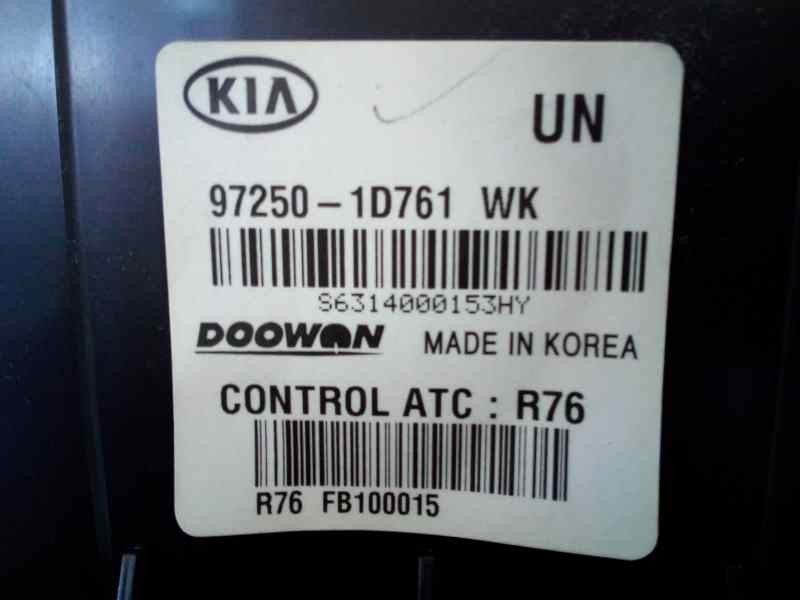 KIA UN
97250-1D761 WK
S6314000153HY
DOOWON MADE IN KOREA
CONTROL ATC : R76
R76 FB100015